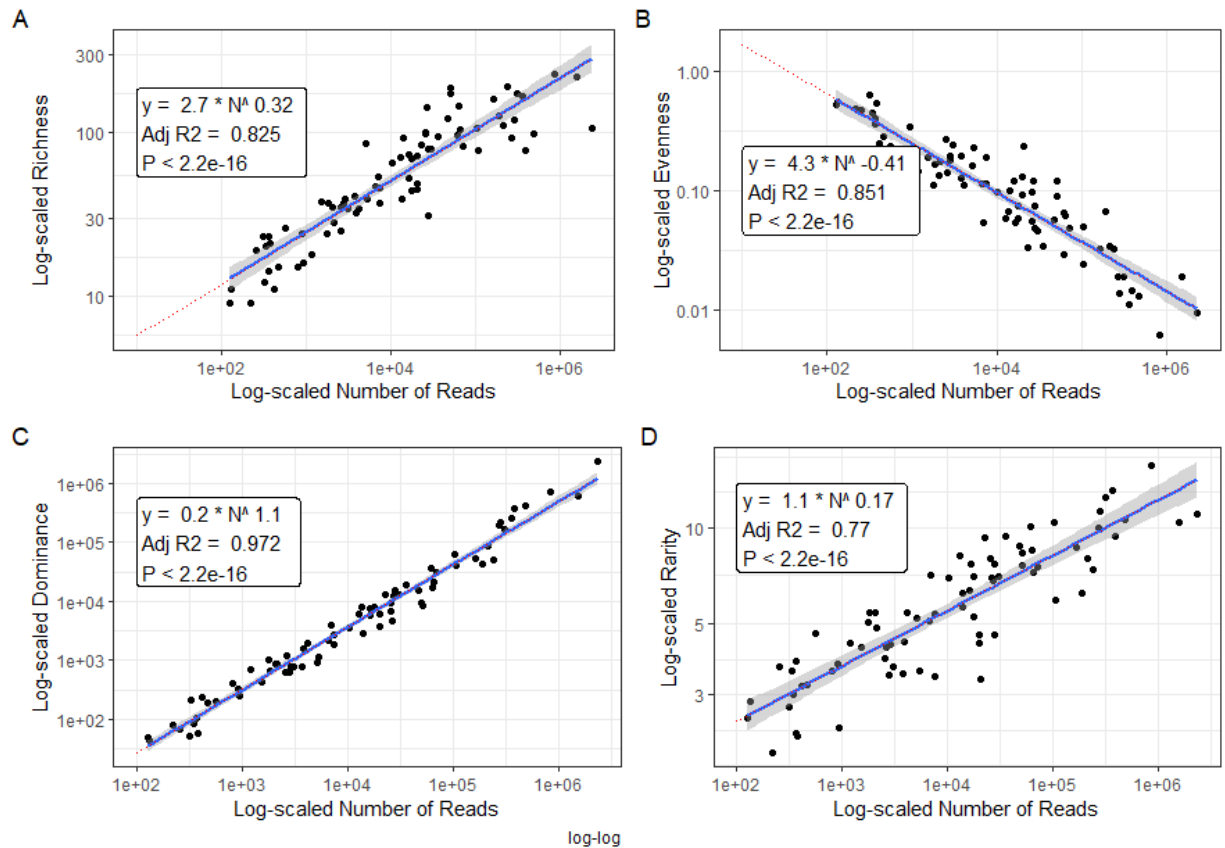 A
Log-scaled Richness
300
100
30
10
y = 2.7 * N^ 0.32
Adj R2 = 0.825
P < 2.2e-16
1e+02
1e+04
1e+06
Log-scaled Number of Reads
B
Log-scaled Evenness
1.00
0.10
0.01
y = 4.3 * N^ -0.41
Adj R2 = 0.851
P < 2.2e-16
1e+02
1e+04
1e+06
Log-scaled Number of Reads
C
Log-scaled Dominance
1e+06
1e+05
1e+04
1e+03
1e+02
y = 0.2 * N^ 1.1
Adj R2 = 0.972
P < 2.2e-16
1e+02
1e+03
1e+04
1e+05
1e+06
Log-scaled Number of Reads
D
Log-scaled Rarity
10
5
3
y = 1.1 * N^ 0.17
Adj R2 = 0.77
P < 2.2e-16
1e+02
1e+03
1e+04
1e+05
1e+06
Log-scaled Number of Reads
log-log